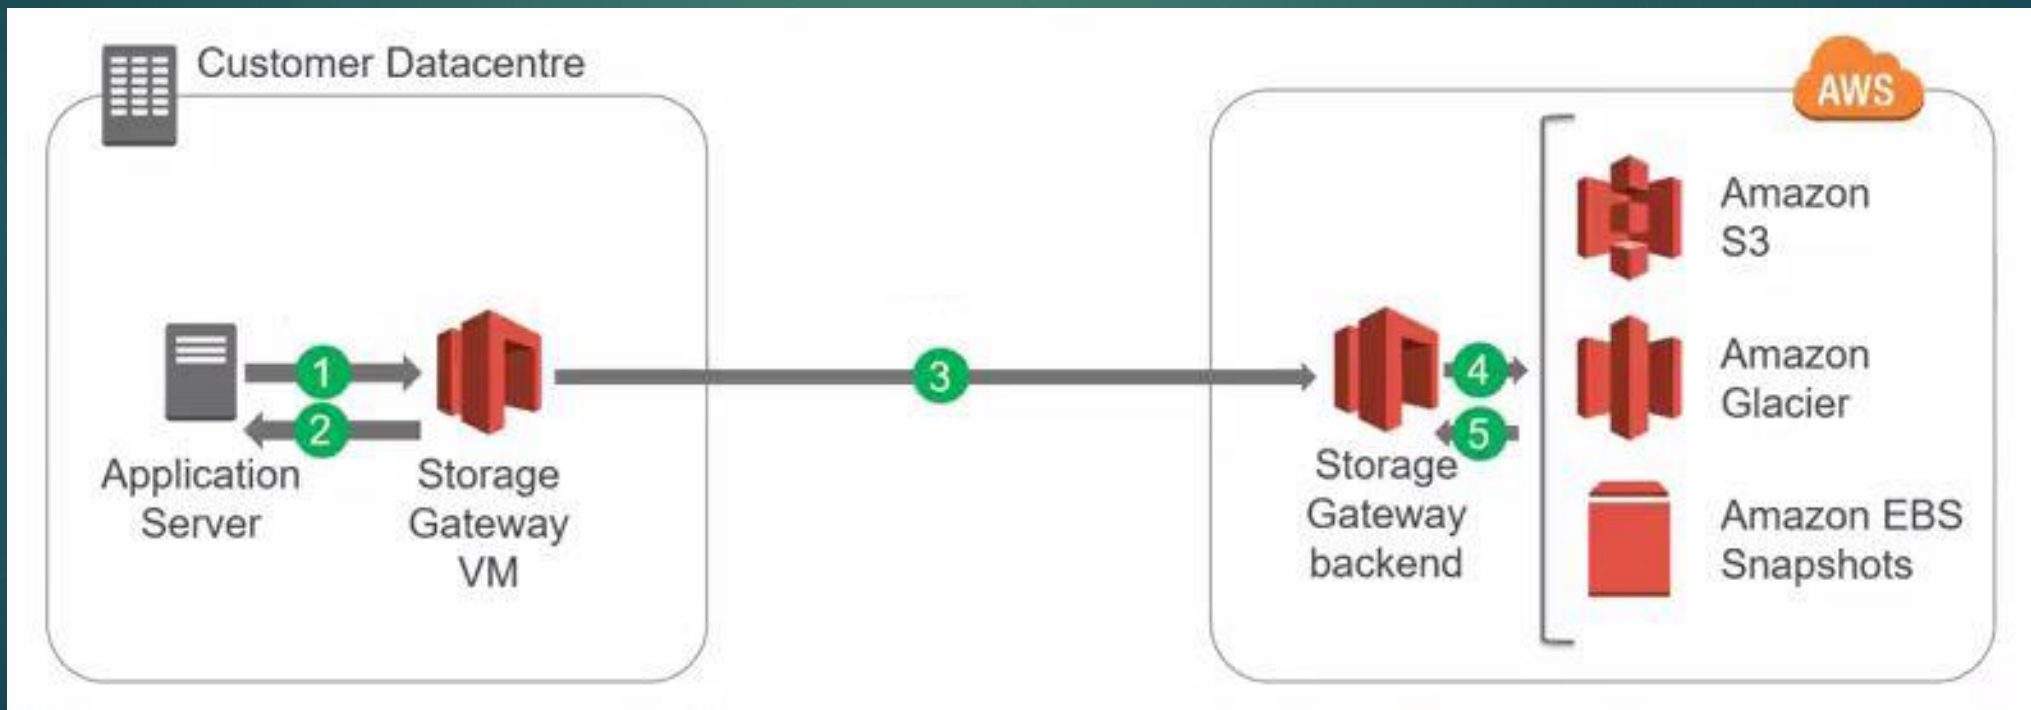 Customer Datacentre
AWS
Amazon
S3
1
3
4
Amazon
Glacier
2
5
Application
Server
Storage
Gateway
VM
Storage
Gateway
backend
Amazon EBS
Snapshots